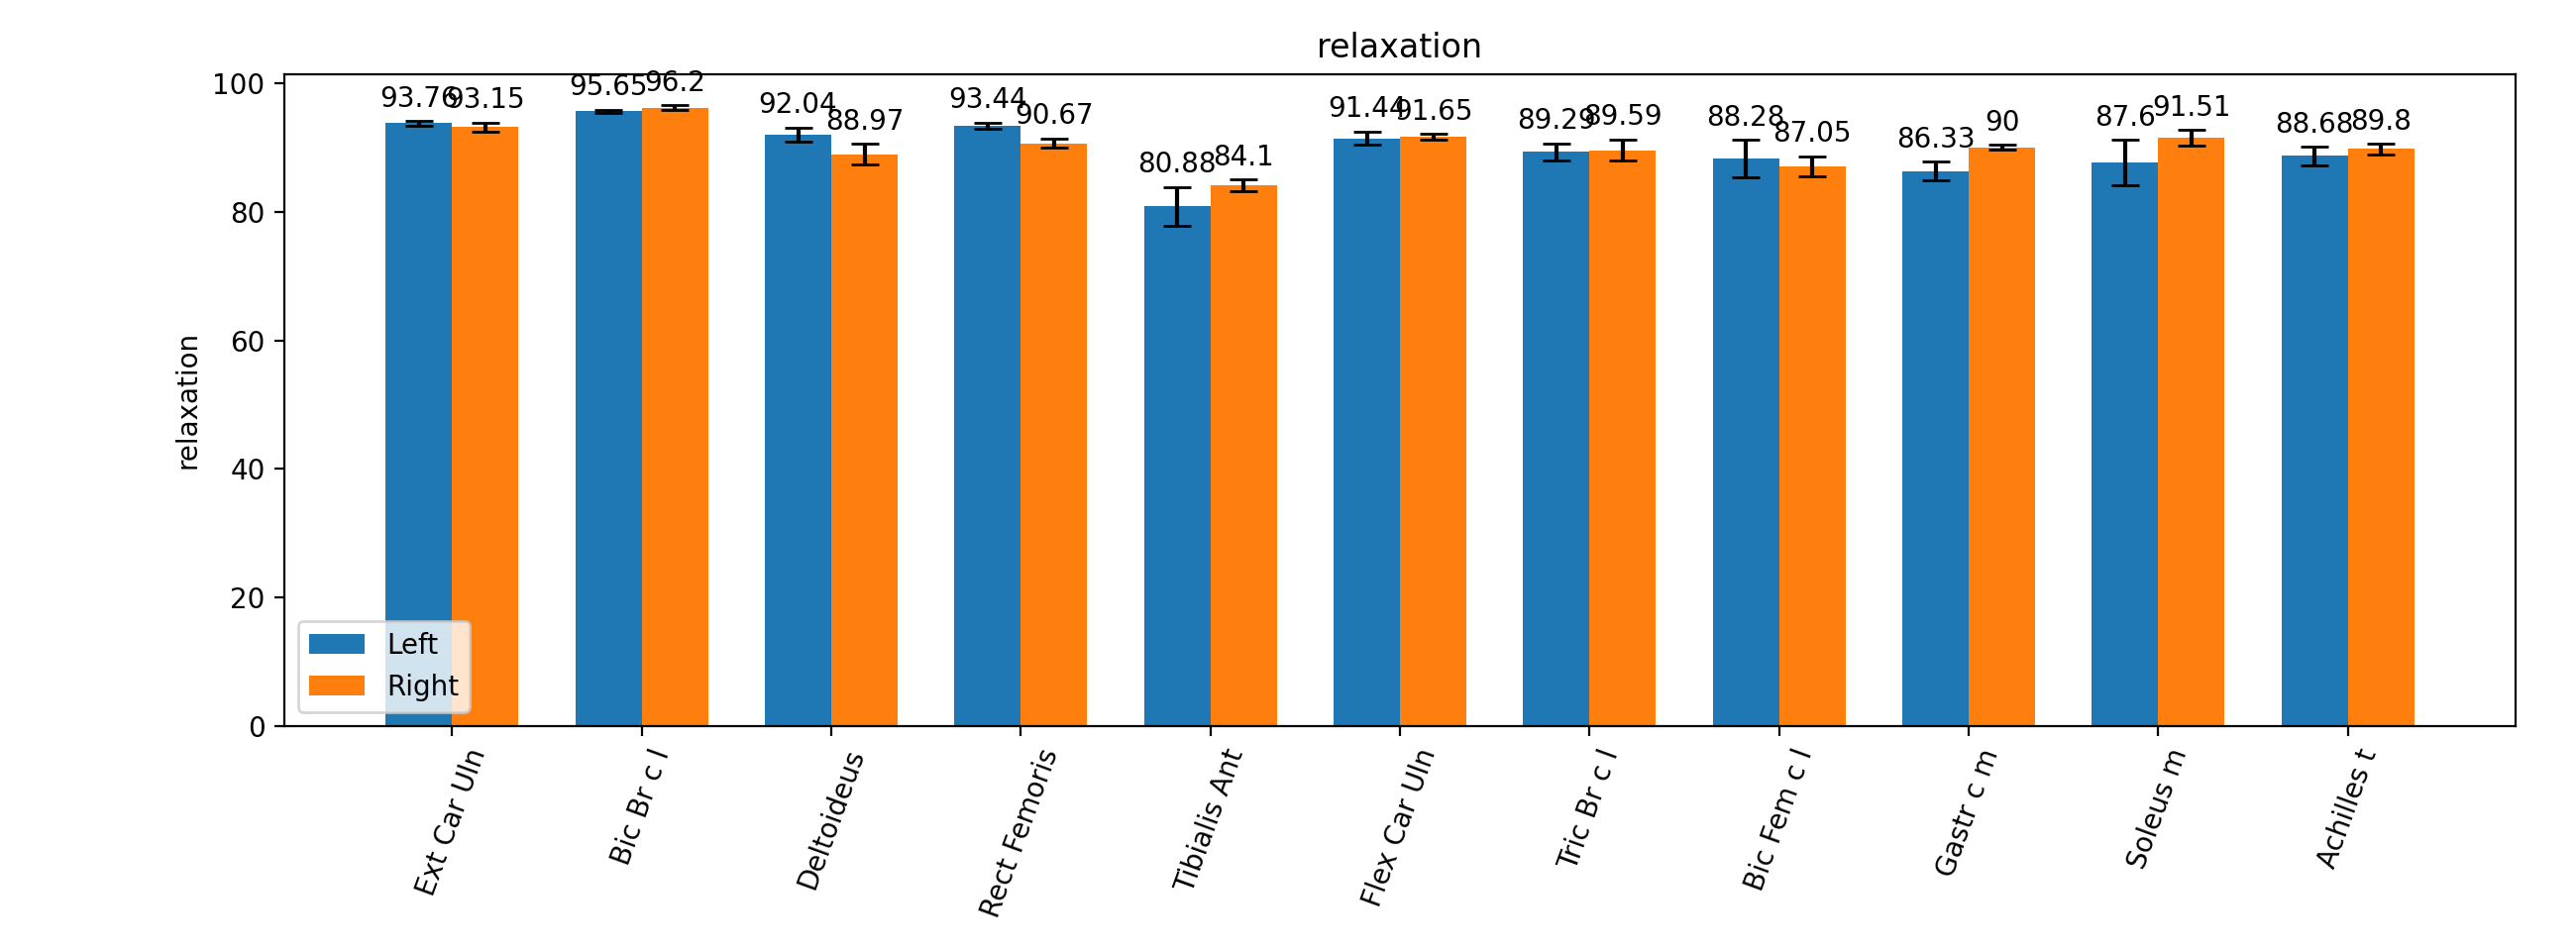 relaxation
93.76 93.15 95.65 96.2 92.04 88.97 93.44 90.67 80.88 84.1 91.44 91.65 89.29 89.59 88.28 87.05 86.33 90 87.6 91.51 88.68 89.8
100
80
60
40
20
0
relaxation
Left
Right
Ext Car Uln
Bic Br c l
Deltoideus
Rect Femoris
Tibialis Ant
Flex Car Uln
Tric Br c l
Bic Fem c l
Gastr c m
Soleus m
Achilles t